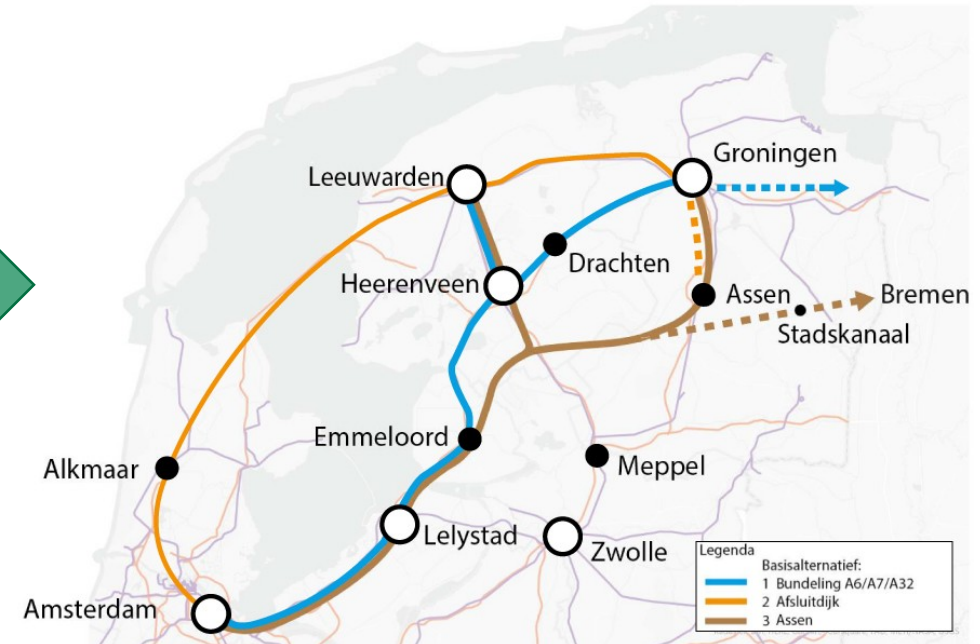 Groningen
Leeuwarden
Drachten
Heerenveen
Assen
Bremen
Stadskanaal
Emmeloord
Alkmaar
Meppel
Lelystad
Zwolle
Amsterdam
Legenda
Basisalternatief:
1 Bundeling A6/A7/A32
2 Afsluitdijk
3 Assen